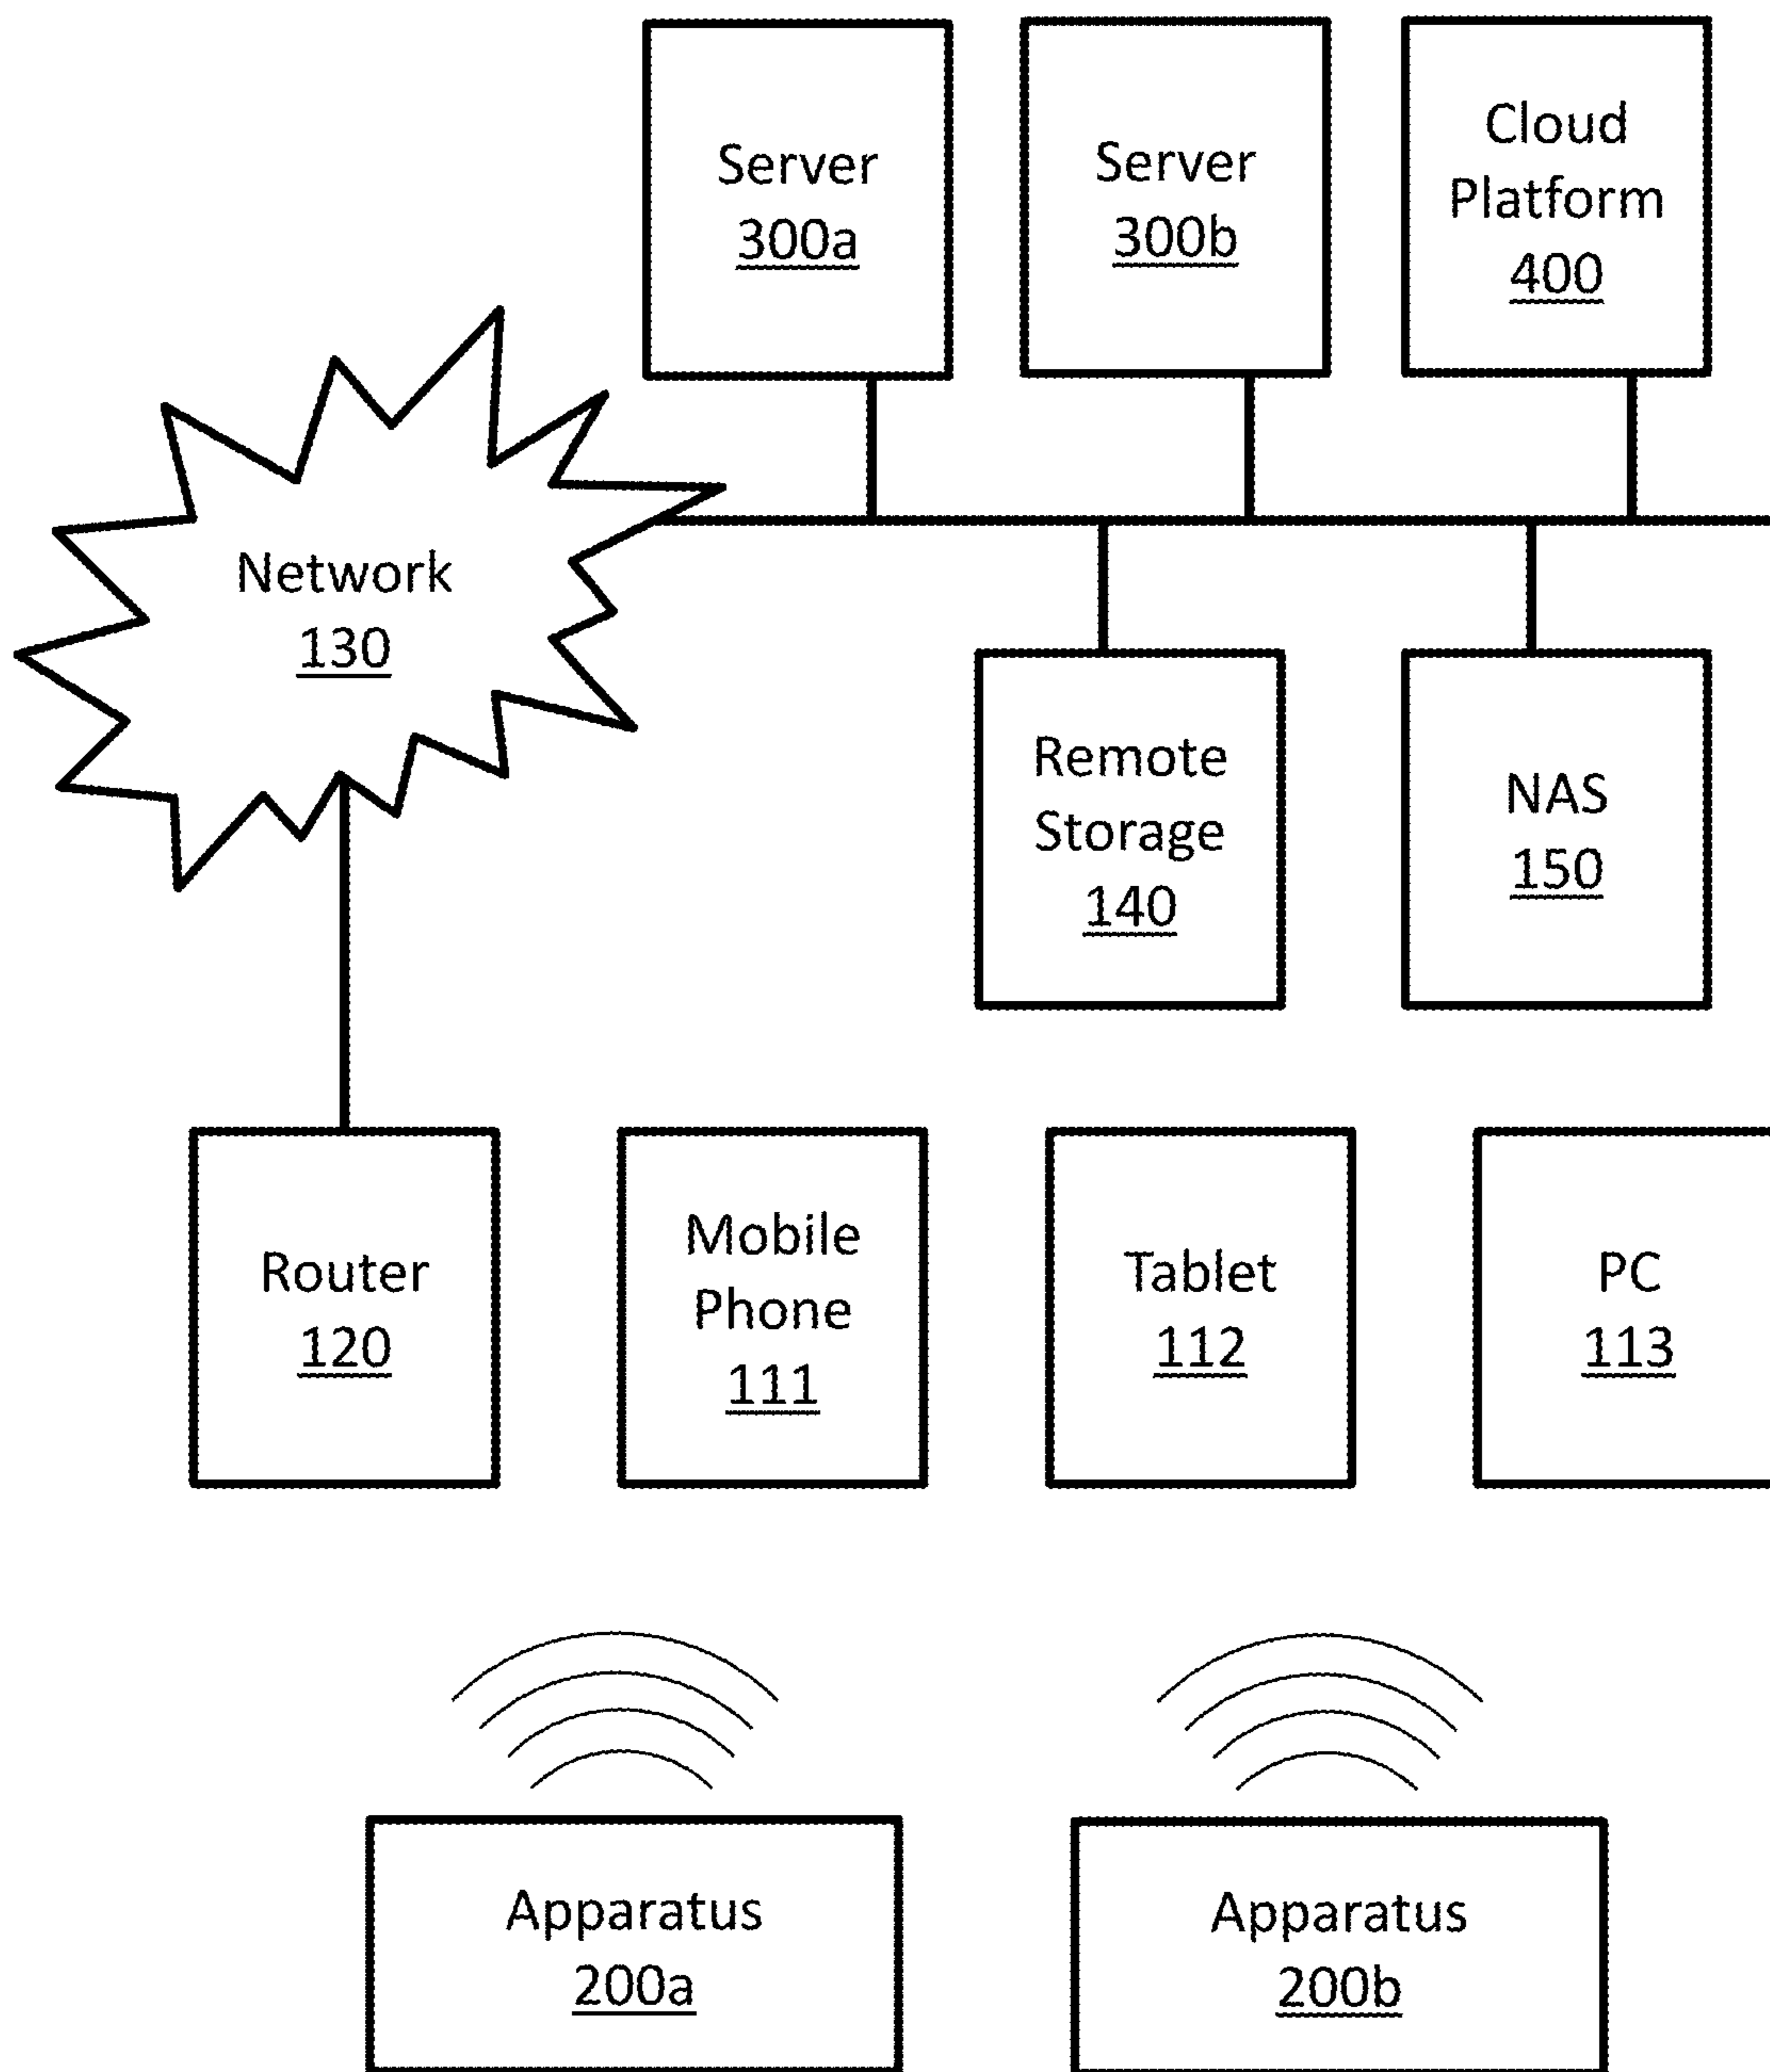 Server
300a
Server
300b
Cloud
Platform
400
Network
130
Remote
Storage
140
NAS
150
Router
120
Mobile
Phone
111
Tablet
112
PC
113
Apparatus
200a
Apparatus
200b